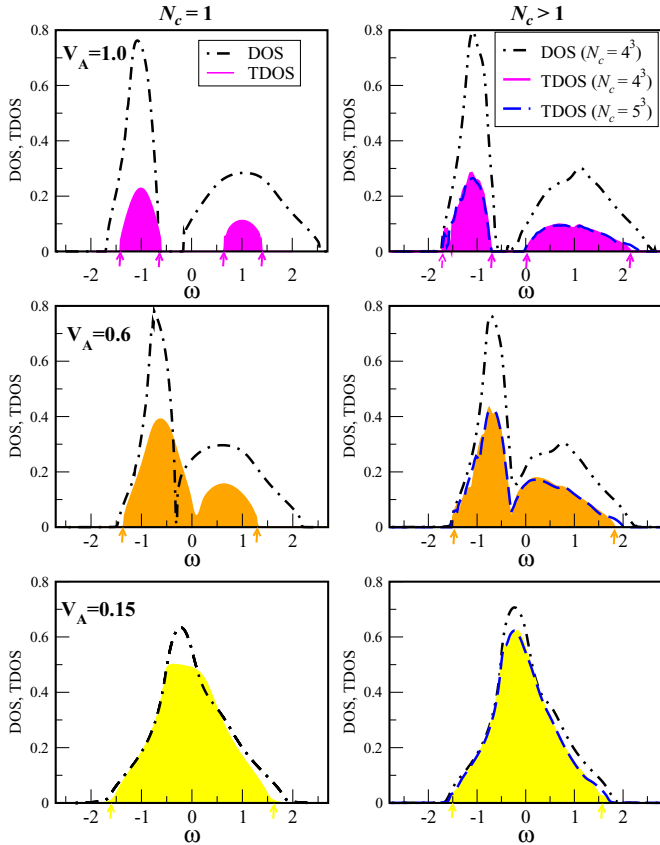 N_c = 1
N_c > 1
V_A=1.0
DOS
TDOS
DOS (N_c = 4^3)
TDOS (N_c = 4^3)
TDOS (N_c = 5^3)
DOS, TDOS
0.8
0.6
0.4
0.2
0
-2 -1 0 1 2
ω
-2 -1 0 1 2
ω
V_A=0.6
DOS, TDOS
0.8
0.6
0.4
0.2
0
-2 -1 0 1 2
ω
DOS, TDOS
0.8
0.6
0.4
0.2
0
-2 -1 0 1 2
ω
V_A=0.15
DOS, TDOS
0.8
0.6
0.4
0.2
0
-2 -1 0 1 2
ω
DOS, TDOS
0.8
0.6
0.4
0.2
0
-2 -1 0 1 2
ω
DOS, TDOS
0.8
0.6
0.4
0.2
0